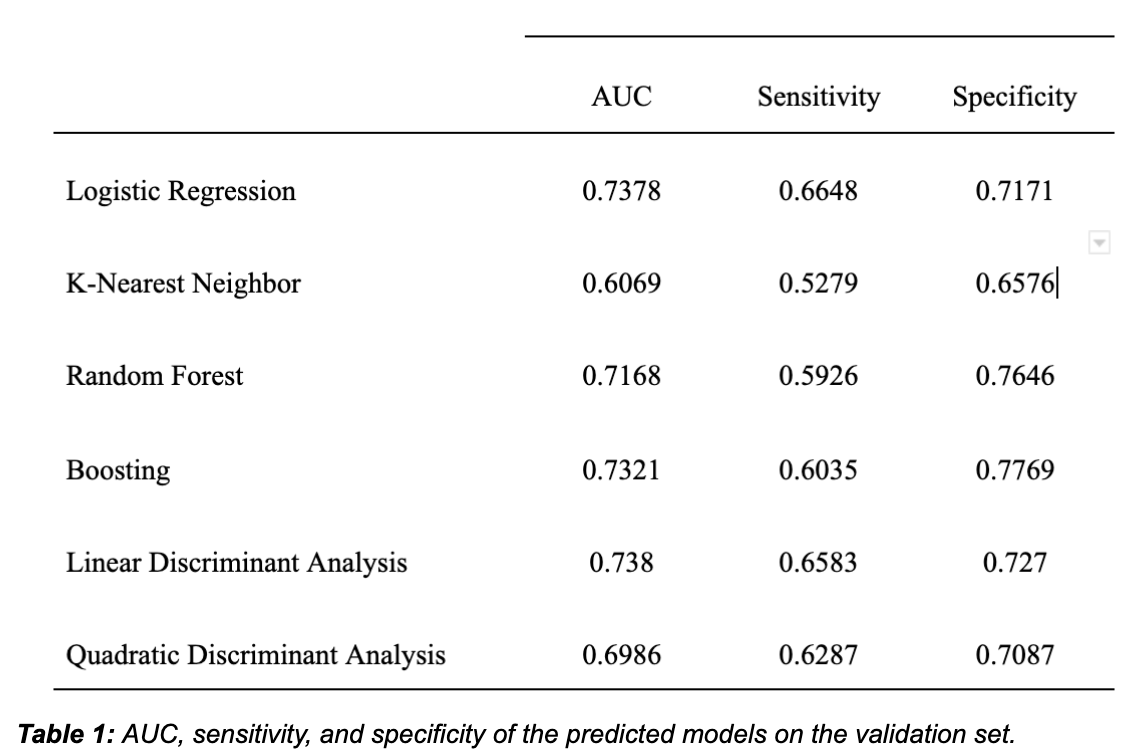 AUC Sensitivity Specificity
Logistic Regression 0.7378 0.6648 0.7171
K-Nearest Neighbor 0.6069 0.5279 0.6576
Random Forest 0.7168 0.5926 0.7646
Boosting 0.7321 0.6035 0.7769
Linear Discriminant Analysis 0.738 0.6583 0.727
Quadratic Discriminant Analysis 0.6986 0.6287 0.7087
Table 1: AUC, sensitivity, and specificity of the predicted models on the validation set.